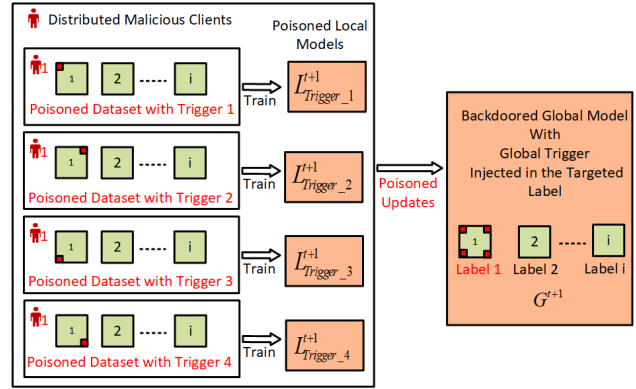 Distributed Malicious Clients
Poisoned Local
Models
1
1 2 i
Poisoned Dataset with Trigger 1
Train
L^{t+1}_{Trigger_1}
1
1 2 i
Poisoned Dataset with Trigger 2
Train
L^{t+1}_{Trigger_2}
1
1 2 i
Poisoned Dataset with Trigger 3
Train
L^{t+1}_{Trigger_3}
1
1 2 i
Poisoned Dataset with Trigger 4
Train
L^{t+1}_{Trigger_4}
Poisoned
Updates
Backdoored Global Model
With
Global Trigger
Injected in the Targeted
Label
1 2 i
Label 1 Label 2 Label i
G^{t+1}